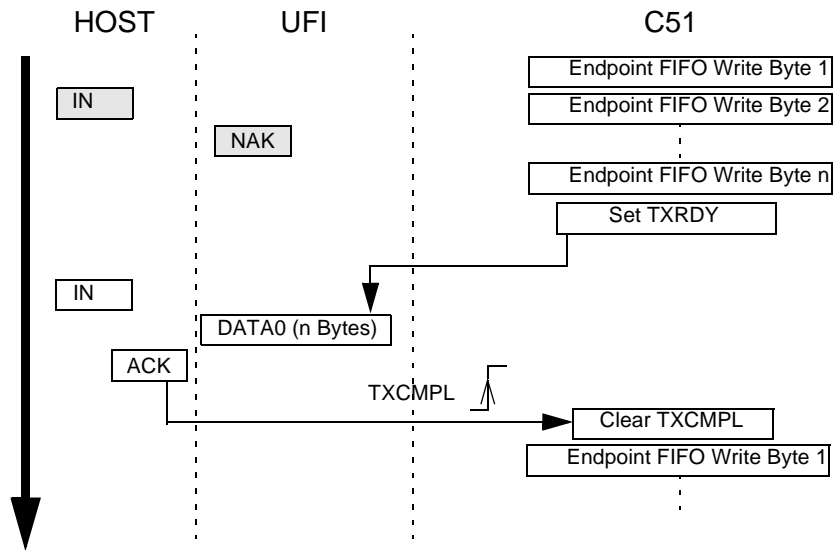 HOST UFI C51
Endpoint FIFO Write Byte 1
IN
Endpoint FIFO Write Byte 2
NAK
Endpoint FIFO Write Byte n
Set TXRDY
IN
DATA0 (n Bytes)
ACK
TXCMPL
Clear TXCMPL
Endpoint FIFO Write Byte 1